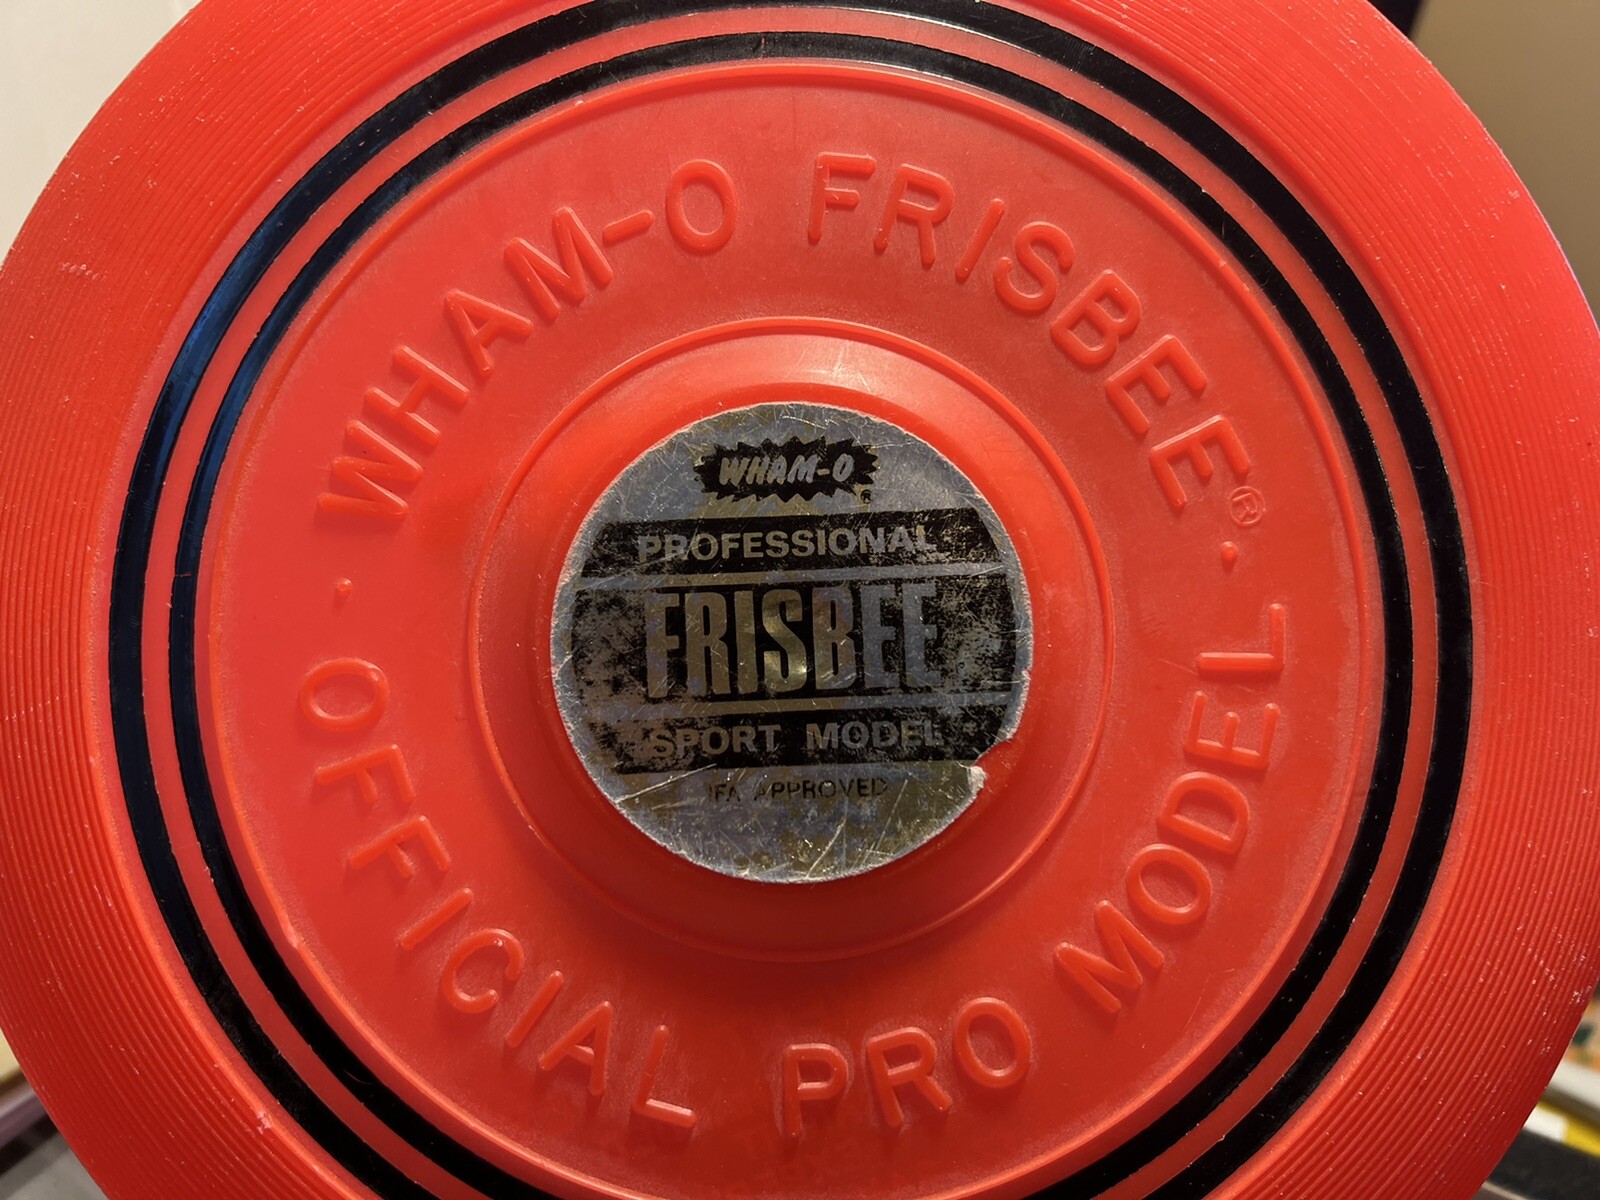 · WHAM-O FRISBEE® ·
OFFICIAL PRO MODEL
WHAM-O®
PROFESSIONAL
FRISBEE
SPORT MODEL
IFA APPROVED